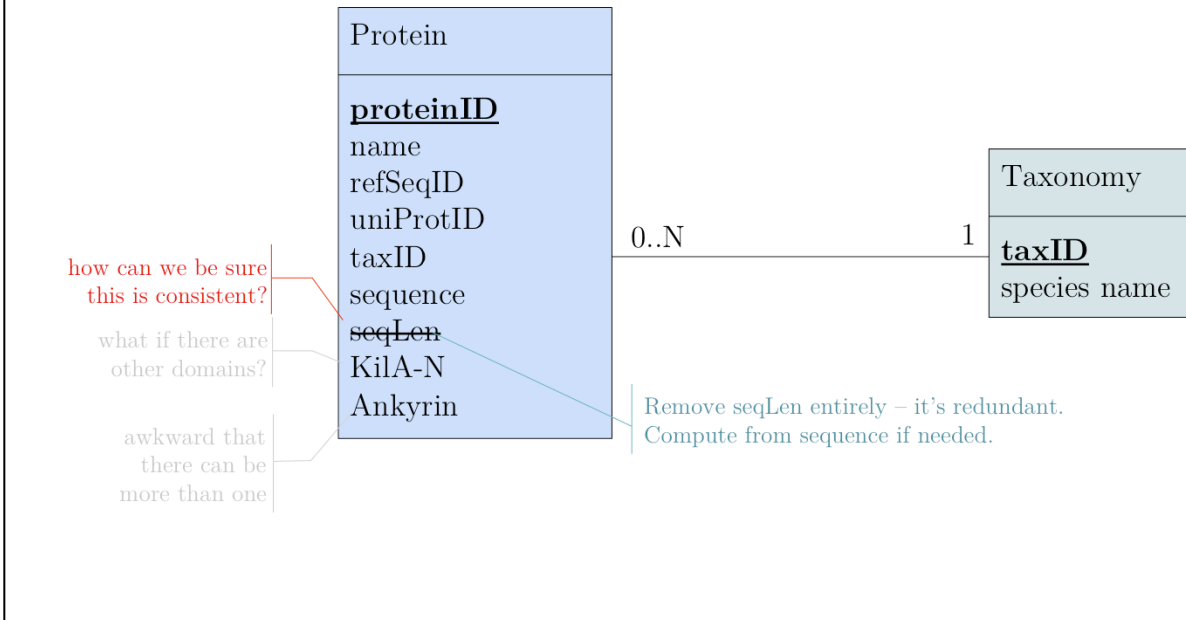 Protein
proteinID
name
refSeqID
uniProtID
taxID
sequence
seqLen
KilA-N
Ankyrin
0..N
1
Taxonomy
taxID
species name
how can we be sure
this is consistent?
what if there are
other domains?
awkward that
there can be
more than one
Remove seqLen entirely – it's redundant.
Compute from sequence if needed.